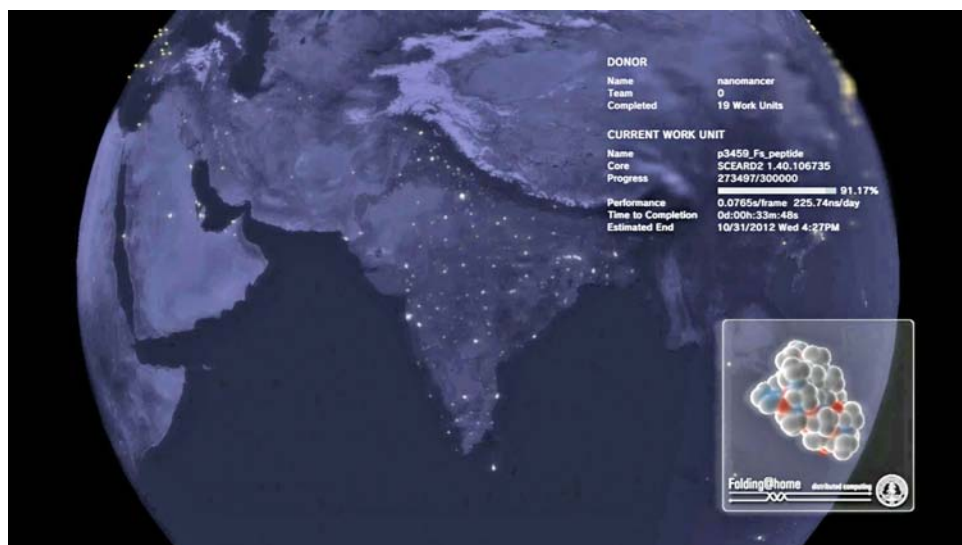 DONOR
Name nanomancer
Team 0
Completed 19 Work Units
CURRENT WORK UNIT
Name p3459_Fs_peptide
Core SCEARD2 1.40.106735
Progress 273497/300000
91.17%
Performance 0.0765s/frame 225.74ns/day
Time to Completion 0d:00h:33m:48s
Estimated End 10/31/2012 Wed 4:27PM
Folding@home distributed computing